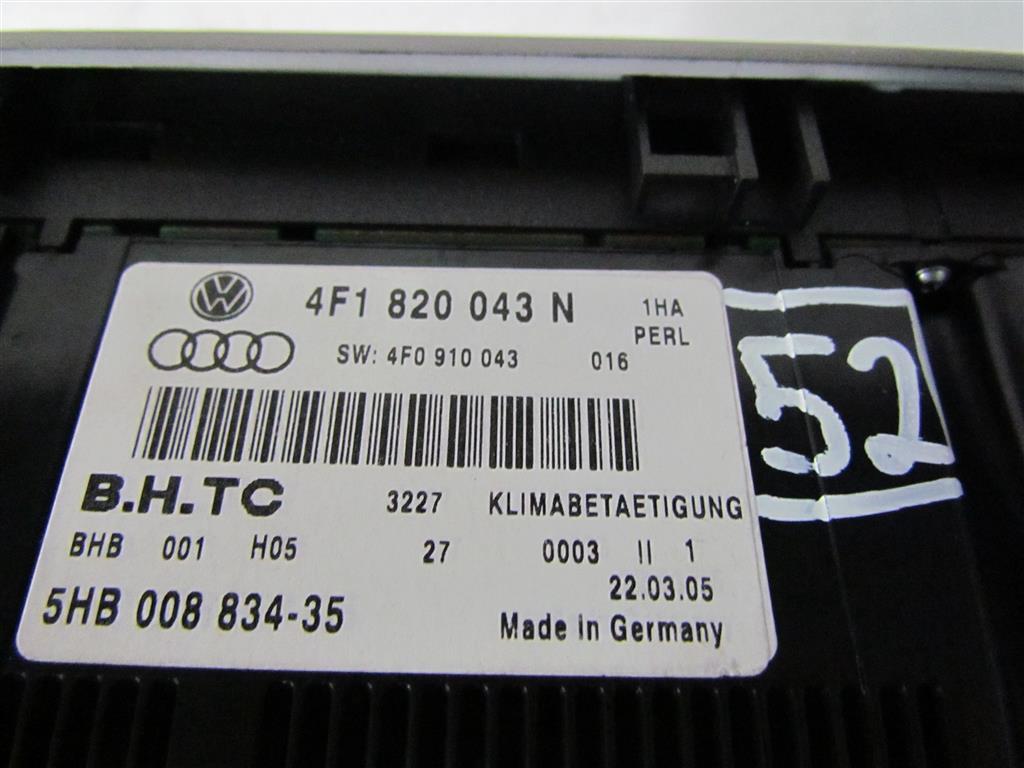 4F1 820 043 N 1HA
PERL
SW: 4F0 910 043 016
B.H.TC 3227 KLIMABETAETIGUNG
BHB 001 H05 27 0003 II 1
22.03.05
5HB 008 834-35 Made in Germany
52